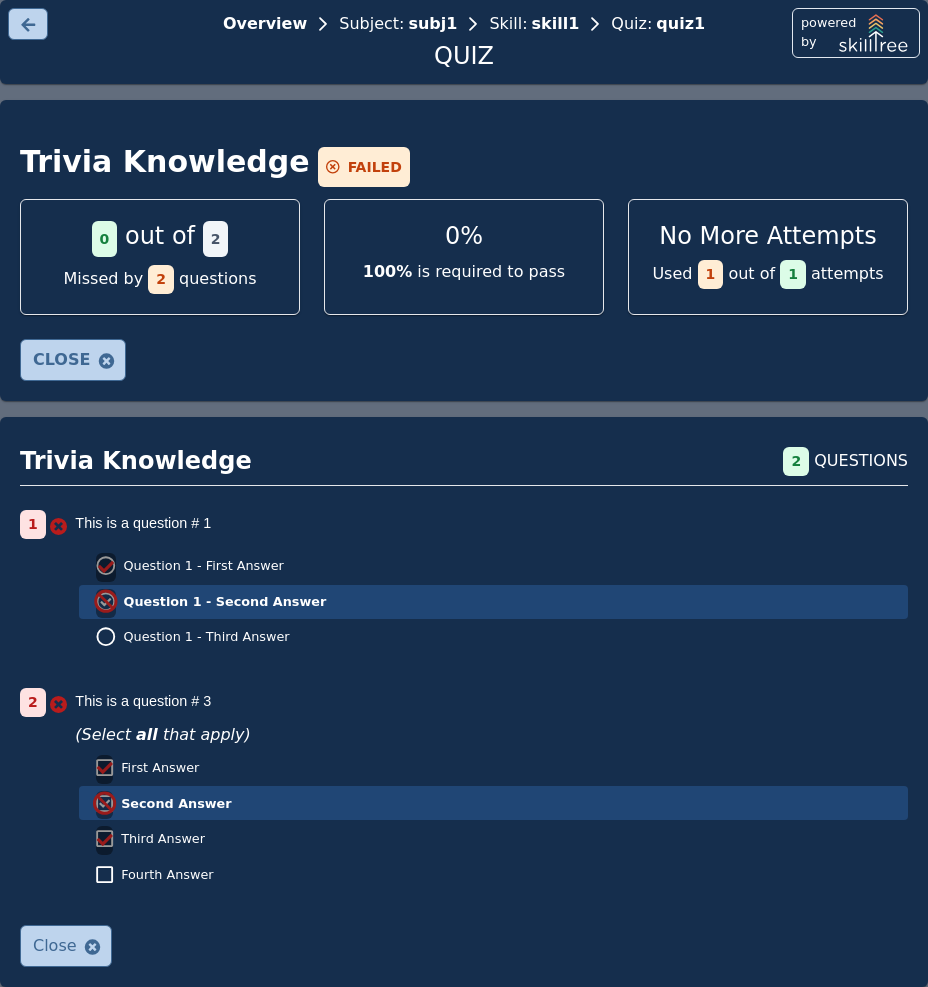 Overview > Subject: subj1 > Skill: skill1 > Quiz: quiz1
QUIZ
powered by skilltree
Trivia Knowledge FAILED
0 out of 2
Missed by 2 questions
0%
100% is required to pass
No More Attempts
Used 1 out of 1 attempts
CLOSE
Trivia Knowledge
2 QUESTIONS
1 This is a question # 1
Question 1 - First Answer
Question 1 - Second Answer
Question 1 - Third Answer
2 This is a question # 3
(Select all that apply)
First Answer
Second Answer
Third Answer
Fourth Answer
Close